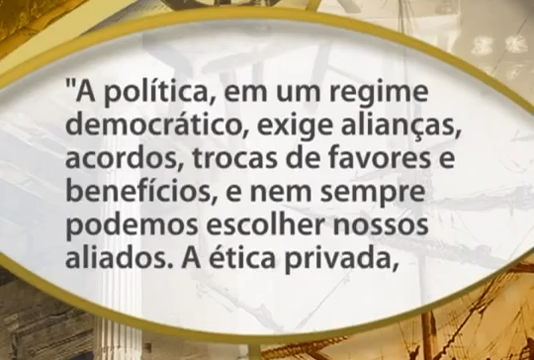 "A política, em um regime
democrático, exige alianças,
acordos, trocas de favores e
benefícios, e nem sempre
podemos escolher nossos
aliados. A ética privada,